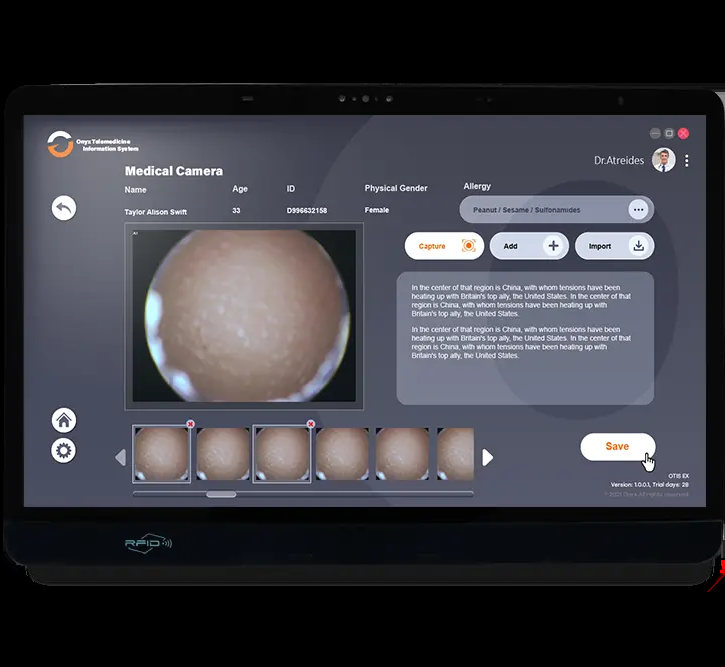 Onyx Telemedicine
Information System
Dr.Atreides
Medical Camera
Name
Age
ID
Physical Gender
Allergy
Taylor Alison Swift
33
D996632158
Female
Peanut / Sesame / Sulfonamides
Capture
Add
Import
In the center of that region is China, with whom tensions have been
heating up with Britain's top ally, the United States. In the center of that
region is China, with whom tensions have been heating up with
Britain's top ally, the United States.
In the center of that region is China, with whom tensions have been
heating up with Britain's top ally, the United States. In the center of that
region is China, with whom tensions have been heating up with
Britain's top ally, the United States.
Save
OTIS EX
Version: 1.0.0.1, Trial days: 28
Onyx All rights reserved
RFID